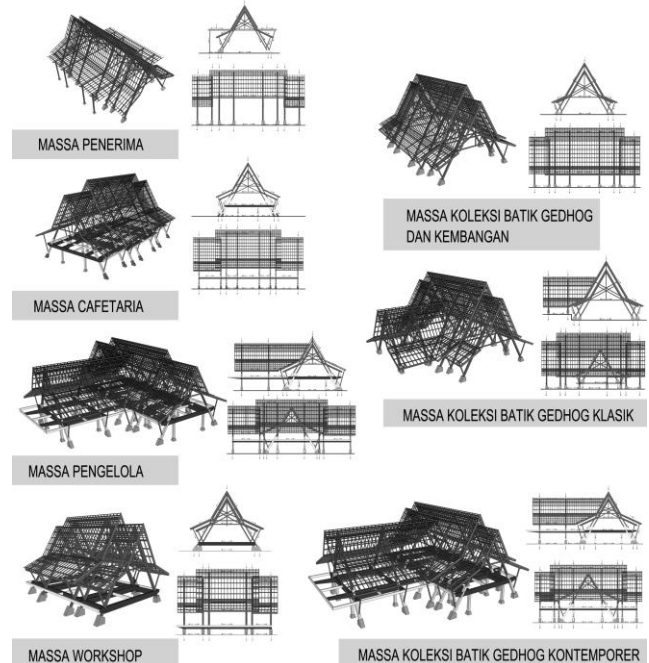 MASSA PENERIMA
MASSA CAFETARIA
MASSA PENGELOLA
MASSA WORKSHOP
MASSA KOLEKSI BATIK GEDHOG
DAN KEMBANGAN
MASSA KOLEKSI BATIK GEDHOG KLASIK
MASSA KOLEKSI BATIK GEDHOG KONTEMPORER